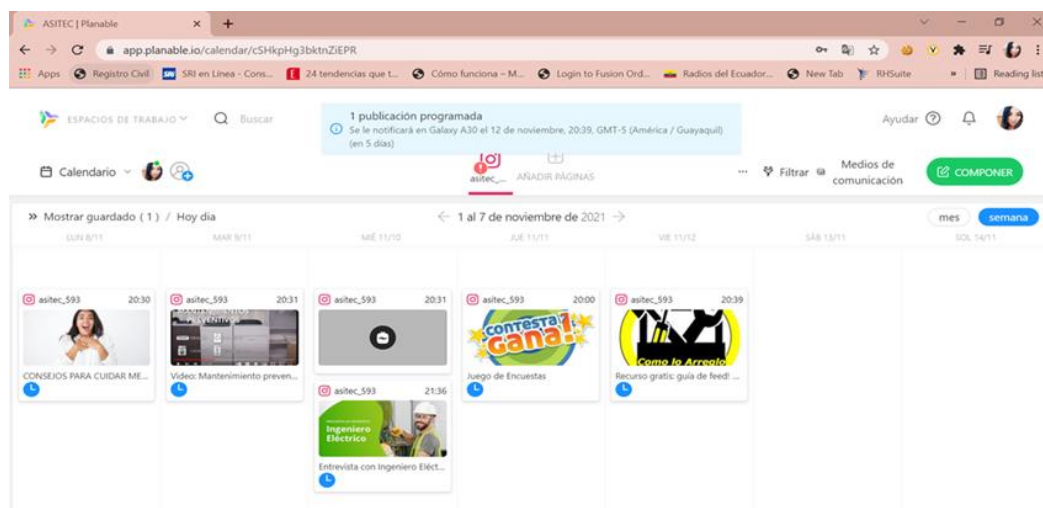 ASITEC | Planable
app.planable.io/calendar/cSHkpHg3bktnZiEPR
Apps Registro Civil SRI en Línea - Cons... 24 tendencias que t... Cómo funciona – M... Login to Fusion Ord... Radios del Ecuador... New Tab RHSuite » Reading list
ESPACIOS DE TRABAJO Buscar
1 publicación programada
Se le notificará en Galaxy A30 el 12 de noviembre, 20:39, GMT-5 (América / Guayaquil)
(en 5 días)
Ayudar
Calendario
asitec_... AÑADIR PÁGINAS
... Filtrar Medios de
comunicación
COMPONER
» Mostrar guardado ( 1 ) / Hoy dia
1 al 7 de noviembre de 2021
mes semana
LUN 8/11 MAR 9/11 MIÉ 11/10 JUE 11/11 VIE 11/12 SÁB 13/11 SOL 14/11
asitec_593 20:30 asitec_593 20:31 asitec_593 20:31 asitec_593 20:00 asitec_593 20:39
PREVENTIVOS
CONTESTA Y
Gana!
Como lo Arreglo
CONSEJOS PARA CUIDAR ME... Video: Mantenimiento preven... Juego de Encuestas Recurso gratis: guía de feed! ...
asitec_593 21:36
Ingeniero
Eléctrico
Entrevista con Ingeniero Eléct...